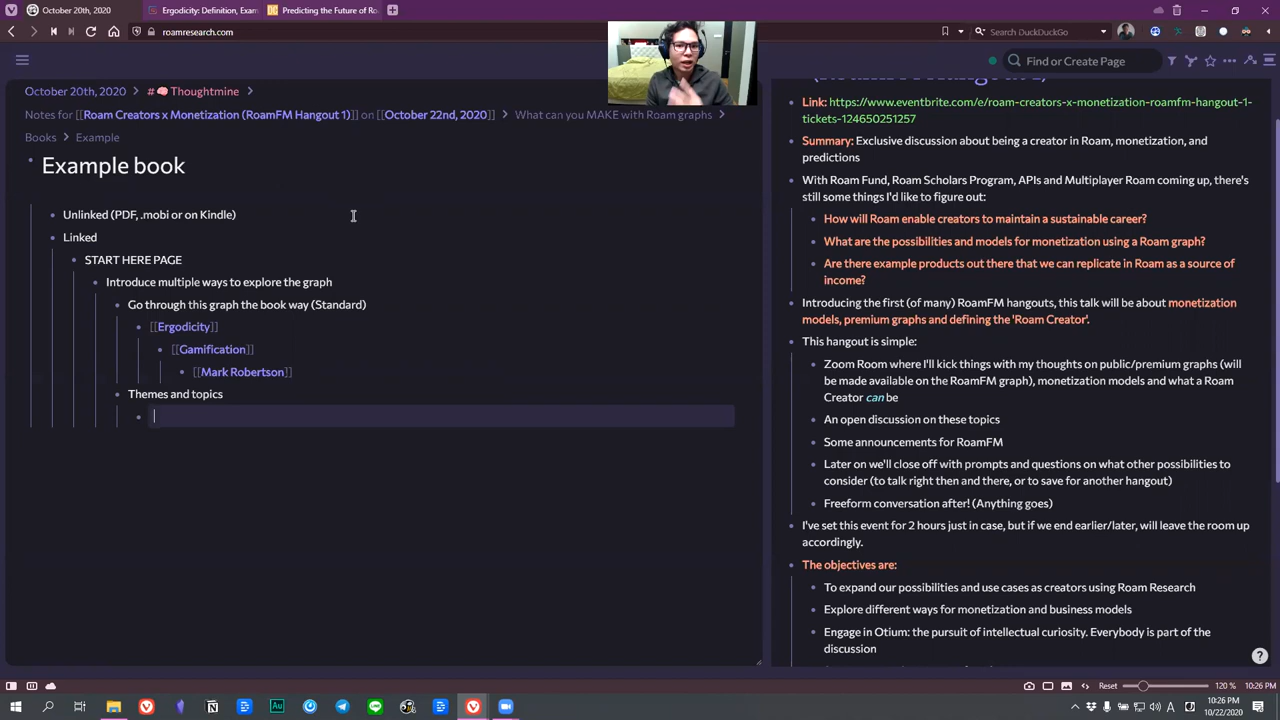 October 20th, 2020
Eventbrite
Picturing the Future of Ro
roamresearch.com
Search DuckDuckGo
Find or Create Page
October 20th, 2020
# Thoughtmine
Notes for [[Roam Creators x Monetization (RoamFM Hangout 1)]] on [[October 22nd, 2020]]
What can you MAKE with Roam graphs
Books
Example
Example book
Unlinked (PDF, .mobi or on Kindle)
Linked
START HERE PAGE
Introduce multiple ways to explore the graph
Go through this graph the book way (Standard)
[[Ergodicity]]
[[Gamification]]
[[Mark Robertson]]
Themes and topics
Link: https://www.eventbrite.com/e/roam-creators-x-monetization-roamfm-hangout-1-
tickets-124650251257
Summary: Exclusive discussion about being a creator in Roam, monetization, and
predictions
With Roam Fund, Roam Scholars Program, APIs and Multiplayer Roam coming up, there's
still some things I'd like to figure out:
How will Roam enable creators to maintain a sustainable career?
What are the possibilities and models for monetization using a Roam graph?
Are there example products out there that we can replicate in Roam as a source of
income?
Introducing the first (of many) RoamFM hangouts, this talk will be about monetization
models, premium graphs and defining the 'Roam Creator'.
This hangout is simple:
Zoom Room where I'll kick things with my thoughts on public/premium graphs (will
be made available on the RoamFM graph), monetization models and what a Roam
Creator can be
An open discussion on these topics
Some announcements for RoamFM
Later on we'll close off with prompts and questions on what other possibilities to
consider (to talk right then and there, or to save for another hangout)
Freeform conversation after! (Anything goes)
I've set this event for 2 hours just in case, but if we end earlier/later, will leave the room up
accordingly.
The objectives are:
To expand our possibilities and use cases as creators using Roam Research
Explore different ways for monetization and business models
Engage in Otium: the pursuit of intellectual curiosity. Everybody is part of the
discussion
Reset
120 %
10:26 PM
10:26 PM
10/22/2020